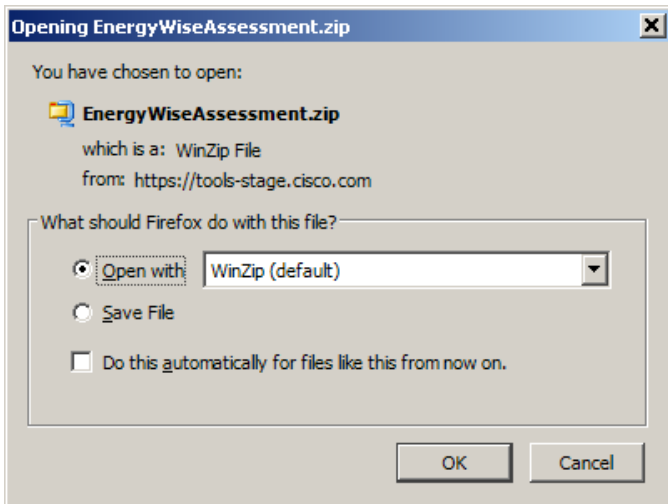 Opening EnergyWiseAssessment.zip
You have chosen to open:
EnergyWiseAssessment.zip
which is a: WinZip File
from: https://tools-stage.cisco.com
What should Firefox do with this file?
Open with WinZip (default)
Save File
Do this automatically for files like this from now on.
OK Cancel